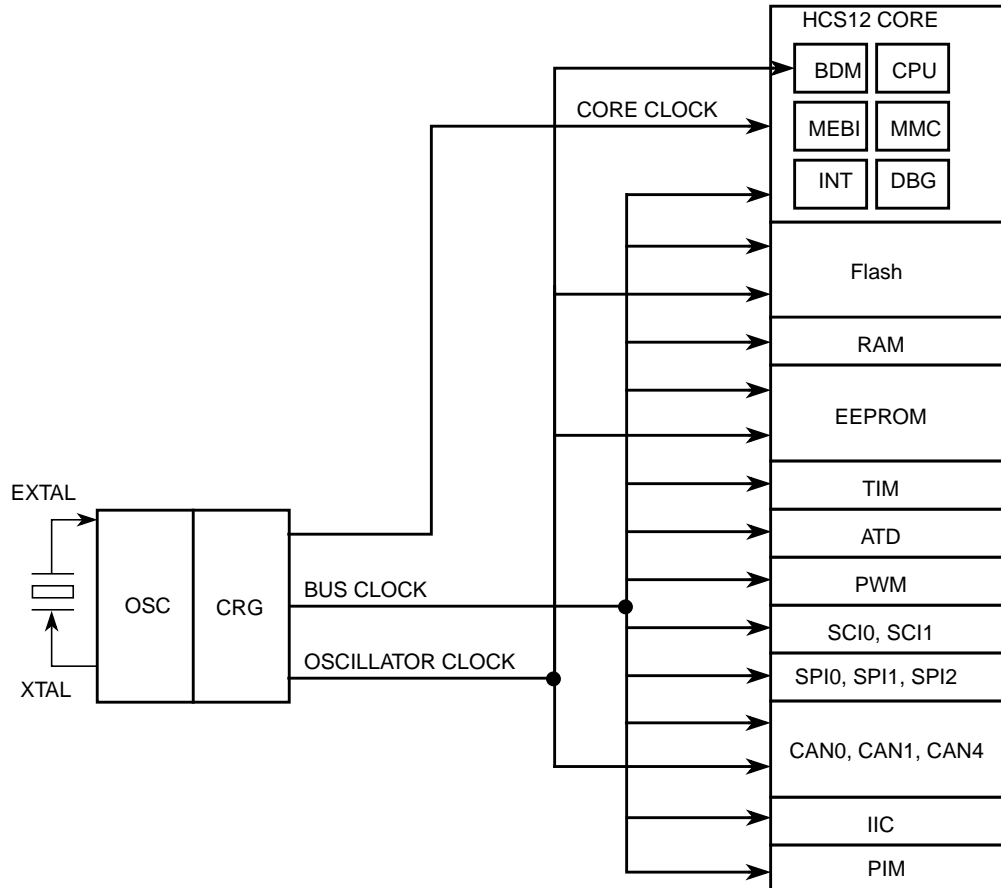 HCS12 CORE
BDM
CPU
CORE CLOCK
MEBI
MMC
INT
DBG
Flash
RAM
EEPROM
TIM
EXTAL
ATD
PWM
OSC
CRG
BUS CLOCK
SCI0, SCI1
OSCILLATOR CLOCK
SPI0, SPI1, SPI2
XTAL
CAN0, CAN1, CAN4
IIC
PIM